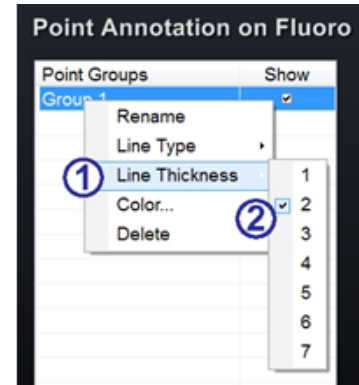 Point Annotation on Fluoro
Point Groups Show
Group 1
Rename
Line Type
1 Line Thickness 1
Color... 2 2
Delete 3
4
5
6
7